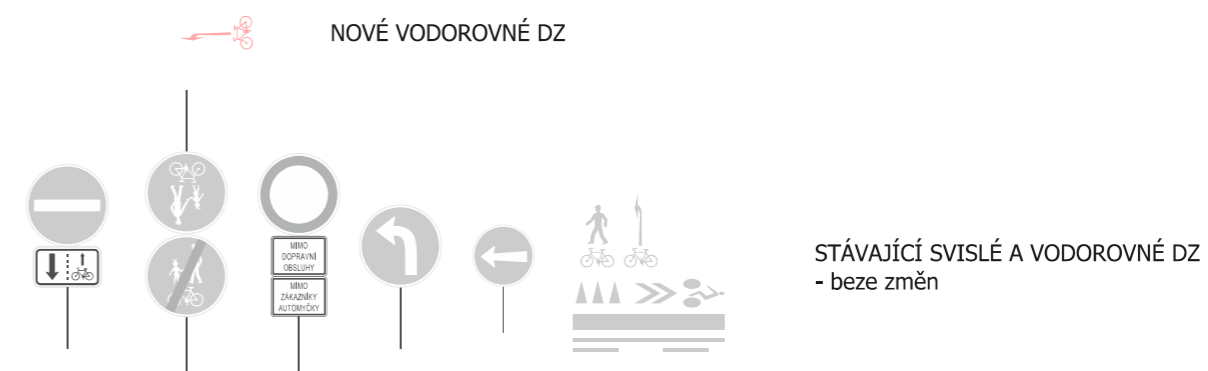 NOVÉ VODOROVNÉ DZ
MIMO
DOPRAVNÍ
OBSLUHY
MIMO
ZÁKAZNÍKY
AUTOMYČKY
STÁVAJÍCÍ SVISLÉ A VODOROVNÉ DZ
- beze změn